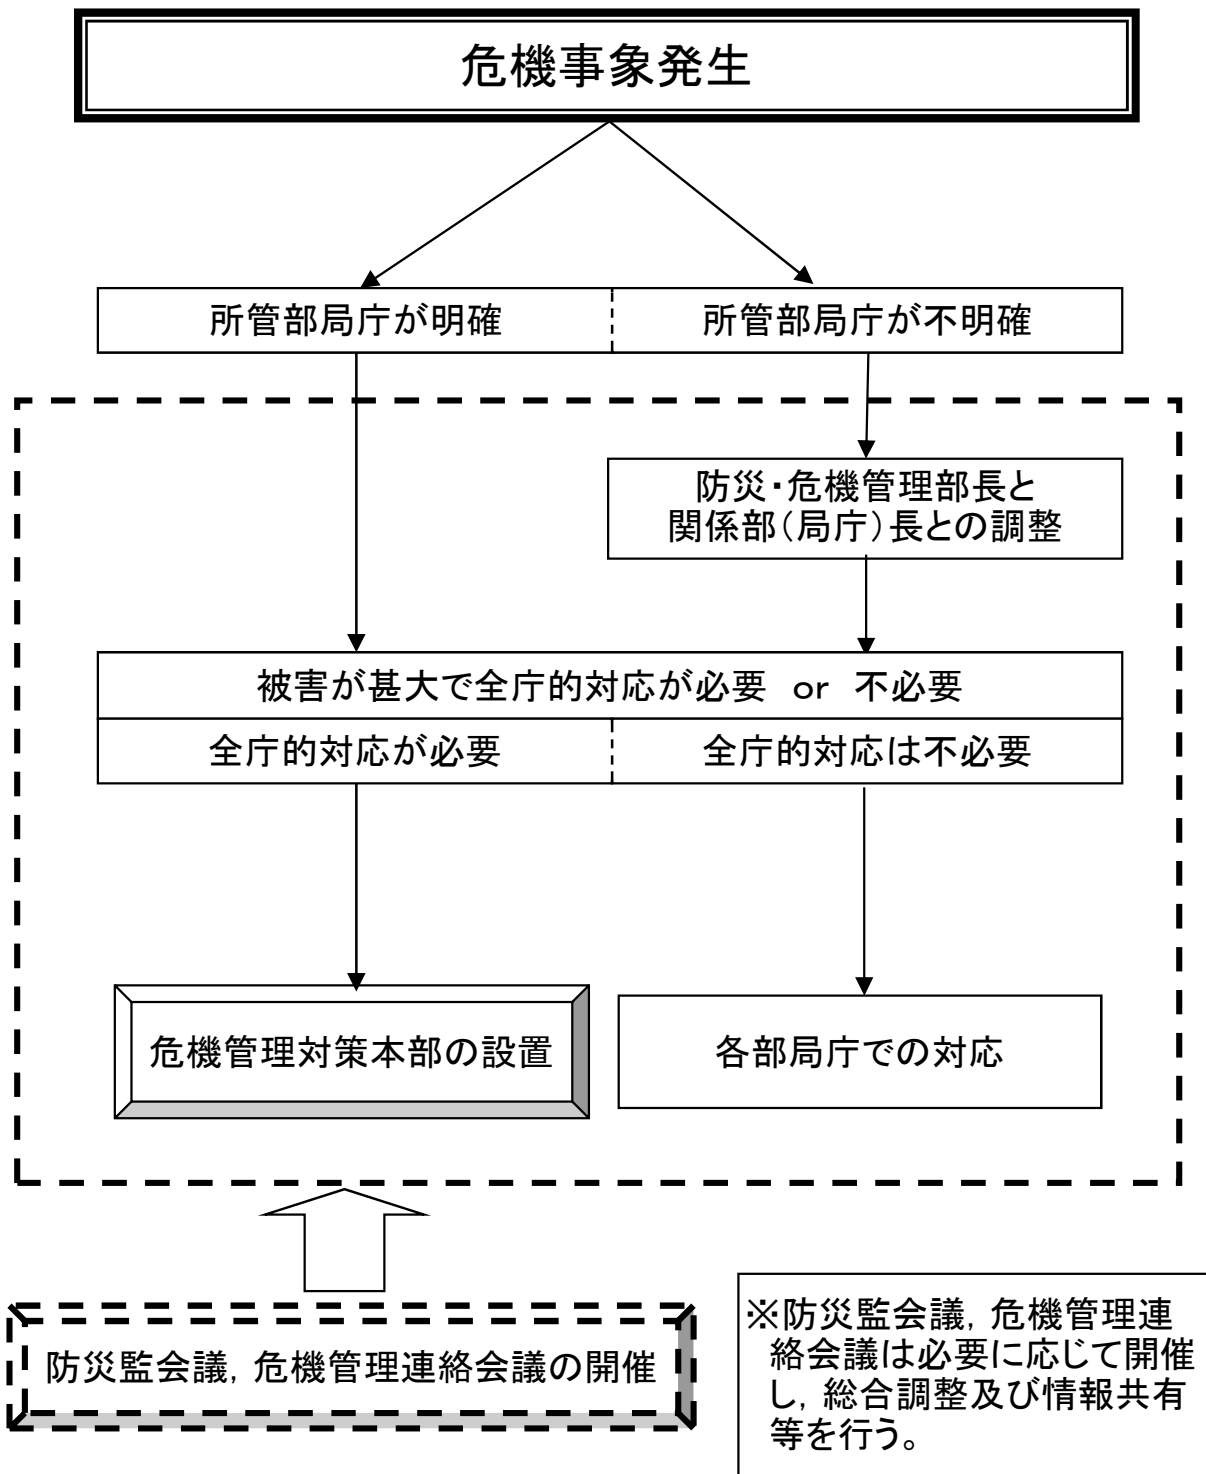 危機事象発生
所管部局庁が明確
所管部局庁が不明確
防災・危機管理部長と
関係部(局庁)長との調整
被害が甚大で全庁的対応が必要 or 不必要
全庁的対応が必要
全庁的対応は不必要
危機管理対策本部の設置
各部局庁での対応
防災監会議,危機管理連絡会議の開催
※防災監会議,危機管理連
絡会議は必要に応じて開催
し,総合調整及び情報共有
等を行う。